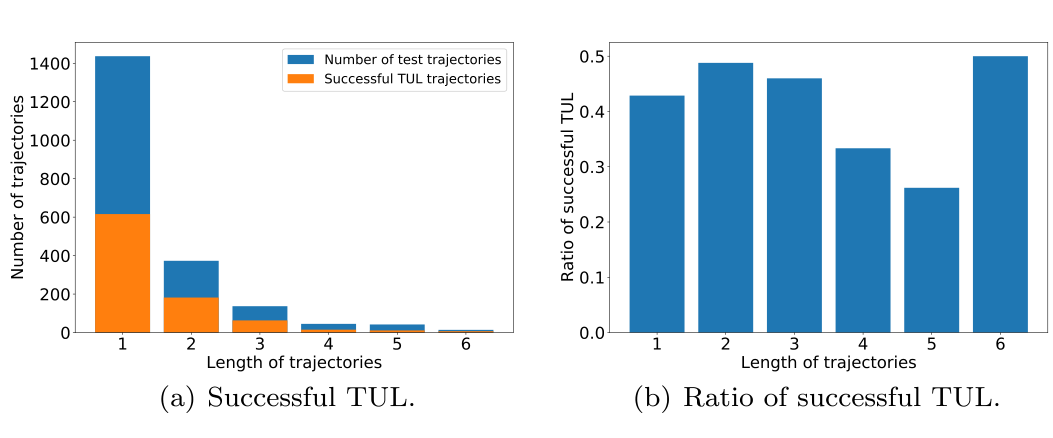 1400
1200
1000
800
600
400
200
0
Number of trajectories
Number of test trajectories
Successful TUL trajectories
1 2 3 4 5 6
Length of trajectories
(a) Successful TUL.
0.5
0.4
0.3
0.2
0.1
0.0
Ratio of successful TUL
1 2 3 4 5 6
Length of trajectories
(b) Ratio of successful TUL.